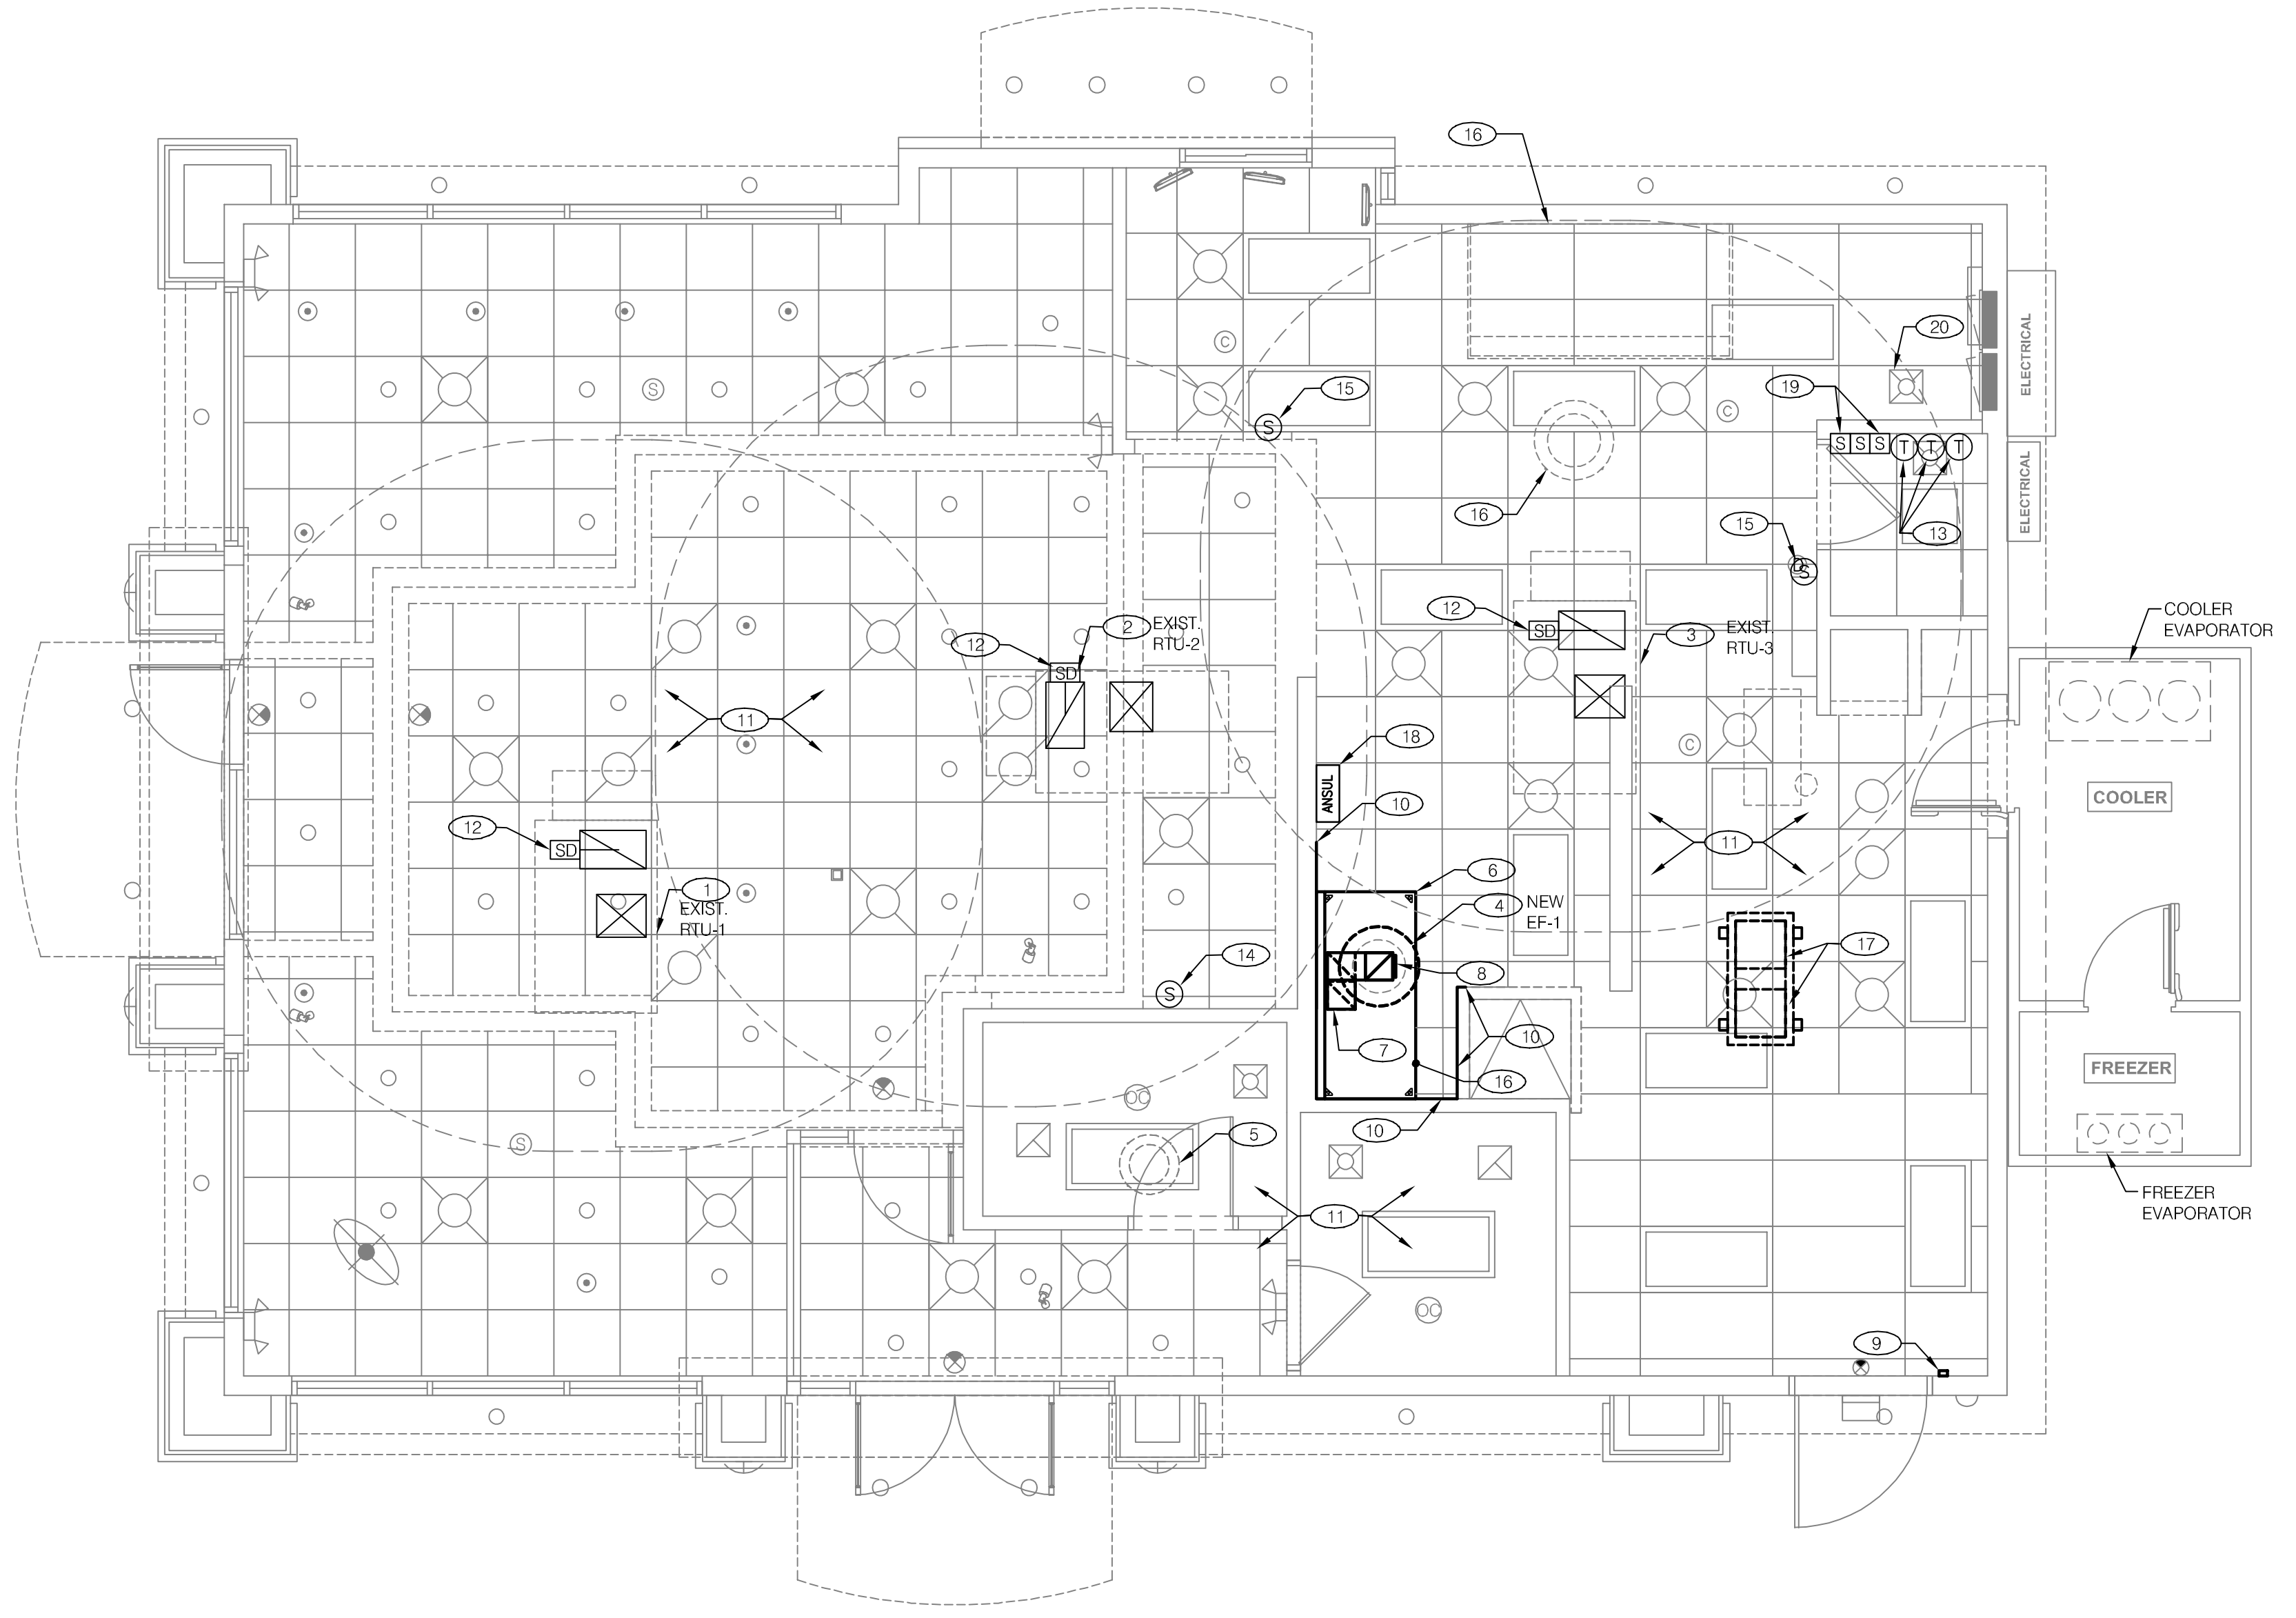 16
20
ELECTRICAL
C
15
19
S
S
C
S
S S S T T T
ELECTRICAL
16
15
13
S
12
SD
COOLER
EVAPORATOR
2
EXIST.
RTU-2
3
EXIST.
RTU-3
12
SD
11
18
C
ANSUL
10
COOLER
12
SD
11
6
1
EXIST.
RTU-1
4
NEW
EF-1
17
14
8
S
10
7
FREEZER
16
10
5
S
FREEZER
EVAPORATOR
11
9